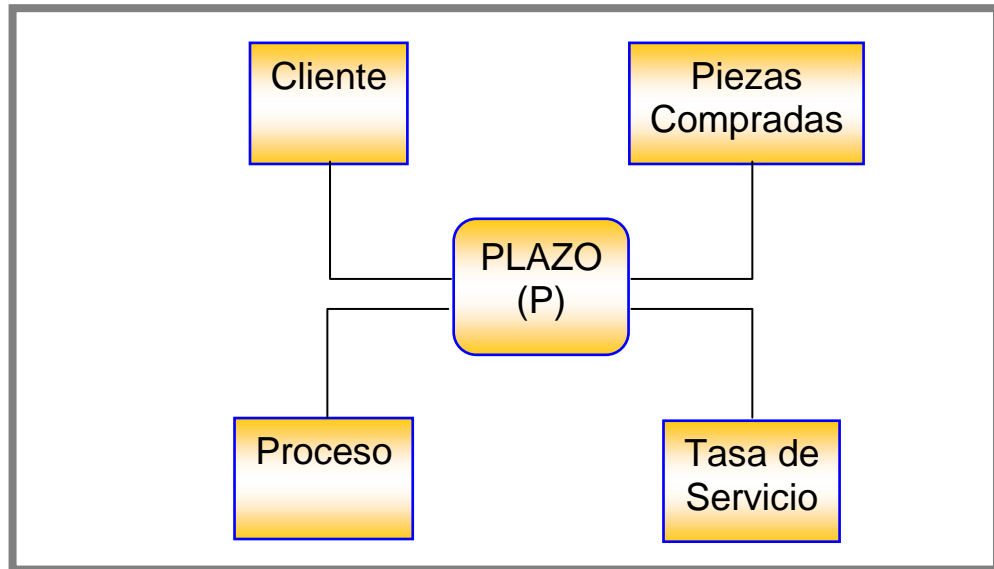 Cliente
Piezas
Compradas
PLAZO
(P)
Proceso
Tasa de
Servicio